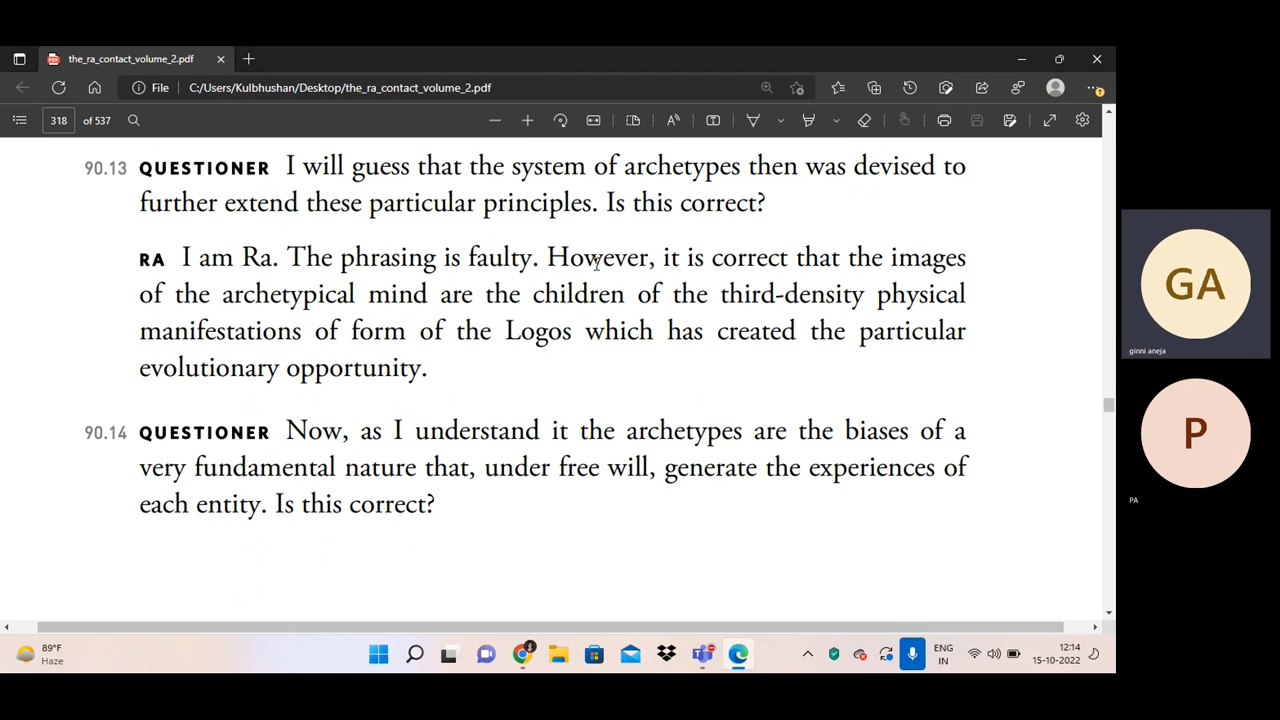 the_ra_contact_volume_2.pdf
File C:/Users/Kulbhushan/Desktop/the_ra_contact_volume_2.pdf
318 of 537
90.13 QUESTIONER I will guess that the system of archetypes then was devised to
further extend these particular principles. Is this correct?
RA I am Ra. The phrasing is faulty. However, it is correct that the images
of the archetypical mind are the children of the third-density physical
manifestations of form of the Logos which has created the particular
evolutionary opportunity.
90.14 QUESTIONER Now, as I understand it the archetypes are the biases of a
very fundamental nature that, under free will, generate the experiences of
each entity. Is this correct?
GA
ginni aneja
P
PA
89°F
Haze
ENG
IN
12:14
15-10-2022